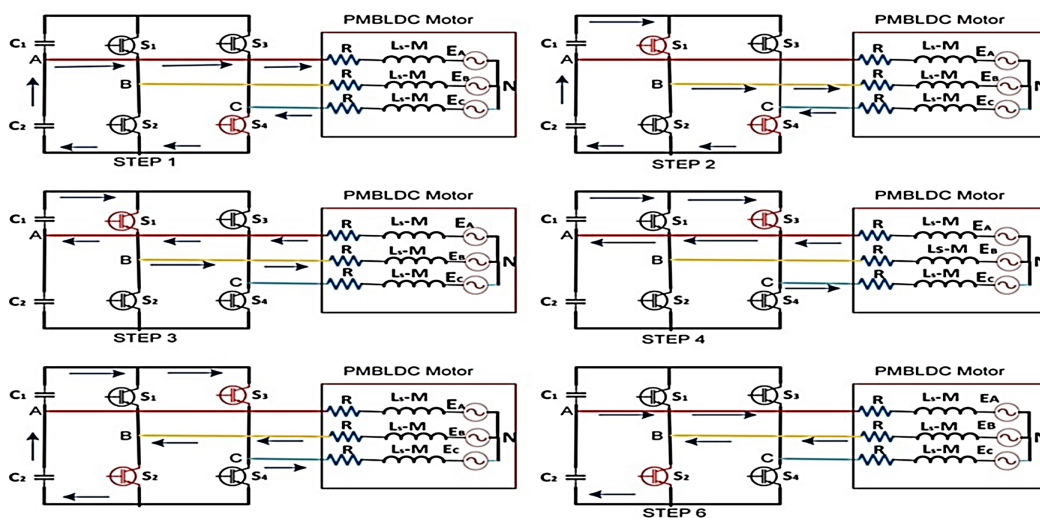 PMBLDC Motor
C₁ S₁ S₃ R Lₛ-M Eᴀ
A
B R Lₛ-M Eʙ N
C R Lₛ-M Eᴄ
C₂ S₂ S₄
STEP 1
PMBLDC Motor
C₁ S₁ S₃ R Lₛ-M Eᴀ
A
B R Lₛ-M Eʙ N
C R Lₛ-M Eᴄ
C₂ S₂ S₄
STEP 2
PMBLDC Motor
C₁ S₁ S₃ R Lₛ-M Eᴀ
A
B R Lₛ-M Eʙ N
C R Lₛ-M Eᴄ
C₂ S₂ S₄
STEP 3
PMBLDC Motor
C₁ S₁ S₃ R Lₛ-M Eᴀ
A
B R LS-M Eʙ N
C R Lₛ-M Eᴄ
C₂ S₂ S₄
STEP 4
PMBLDC Motor
C₁ S₁ S₃ R Lₛ-M Eᴀ
A
B R Lₛ-M Eʙ N
C R Lₛ-M Eᴄ
C₂ S₂ S₄
PMBLDC Motor
C₁ S₁ S₃ R Lₛ-M EA
A
B R Lₛ-M EB N
C R Lₛ-M Eᴄ
C₂ S₂ S₄
STEP 6